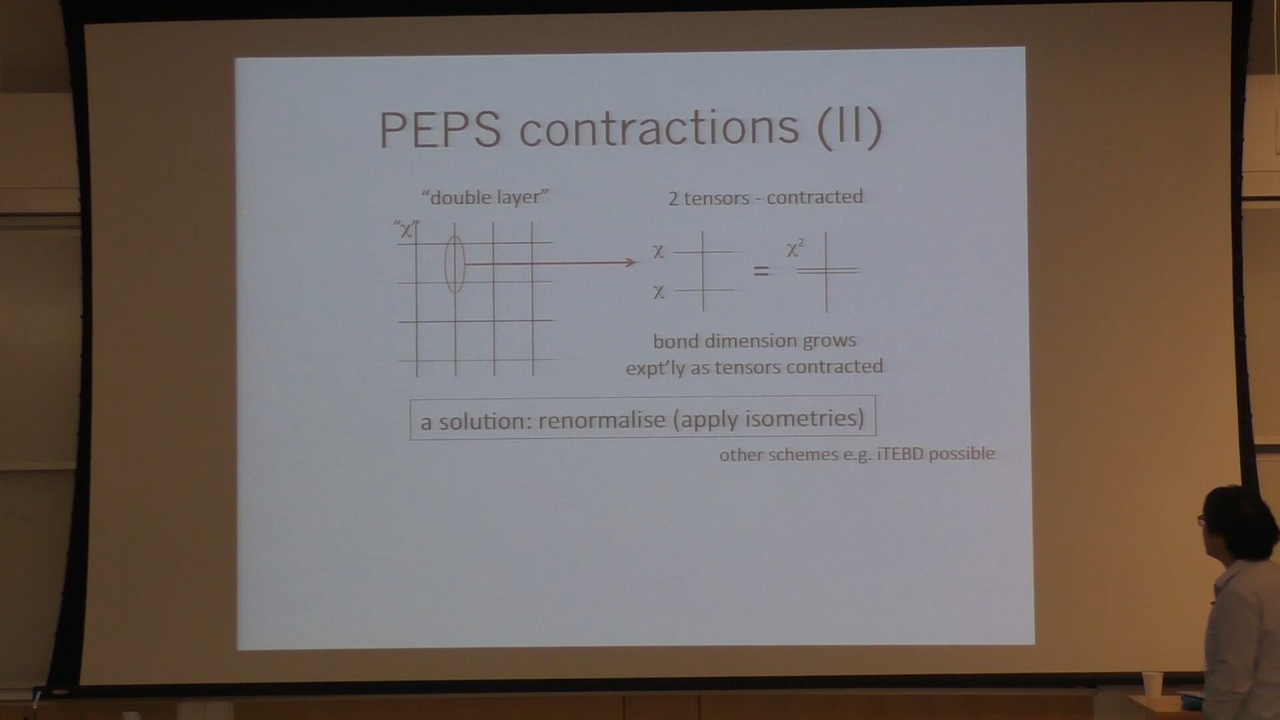 PEPS contractions (II)
“double layer”
“χ”
2 tensors - contracted
χ
χ
=
χ²
bond dimension grows
expt’ly as tensors contracted
a solution: renormalise (apply isometries)
other schemes e.g. iTEBD possible